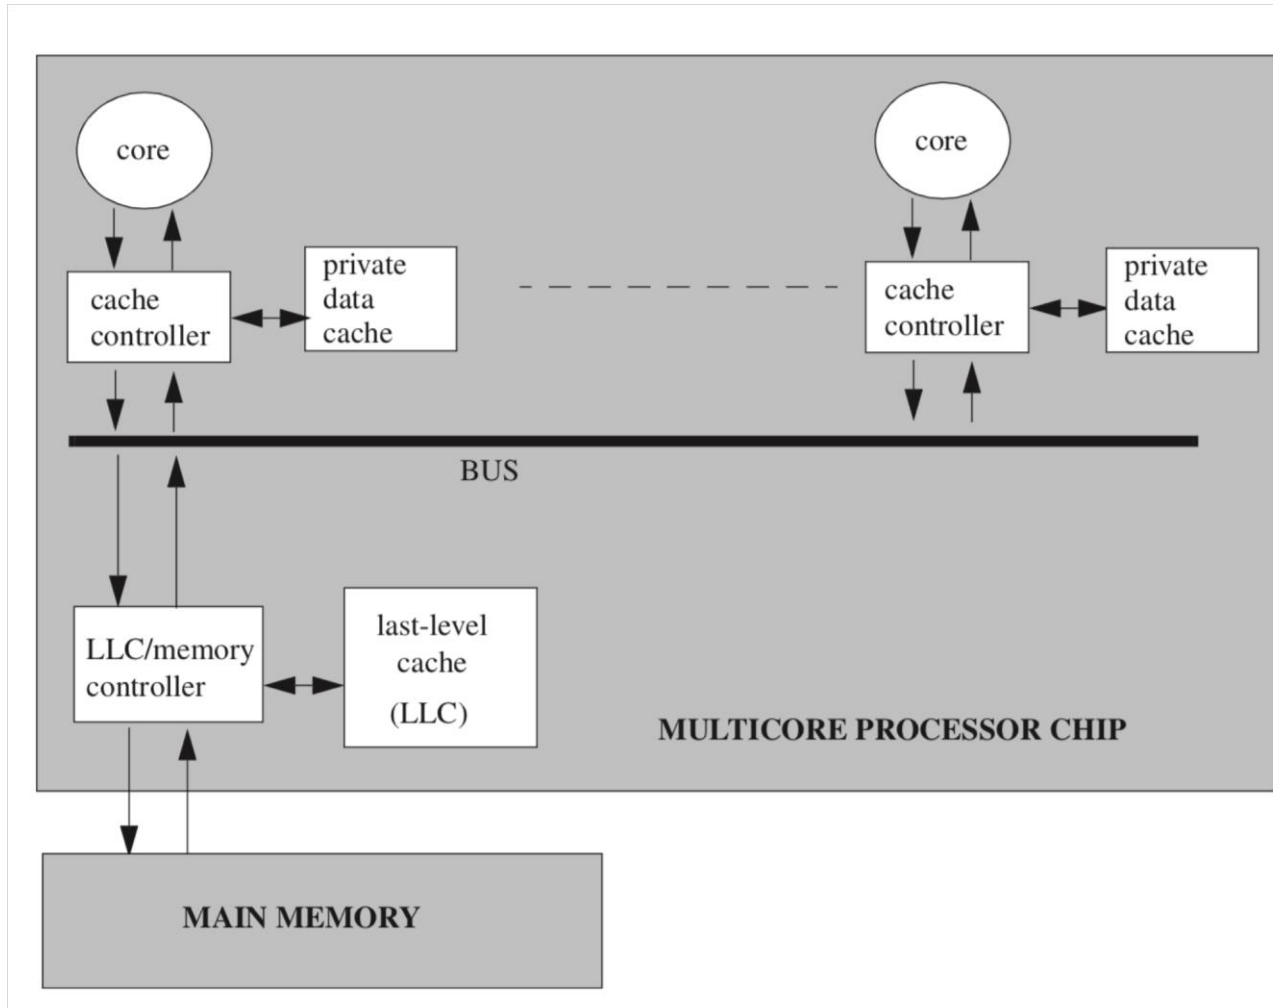 core
core
private
data
cache
private
data
cache
cache
controller
cache
controller
BUS
LLC/memory
controller
last-level
cache
(LLC)
MULTICORE PROCESSOR CHIP
MAIN MEMORY